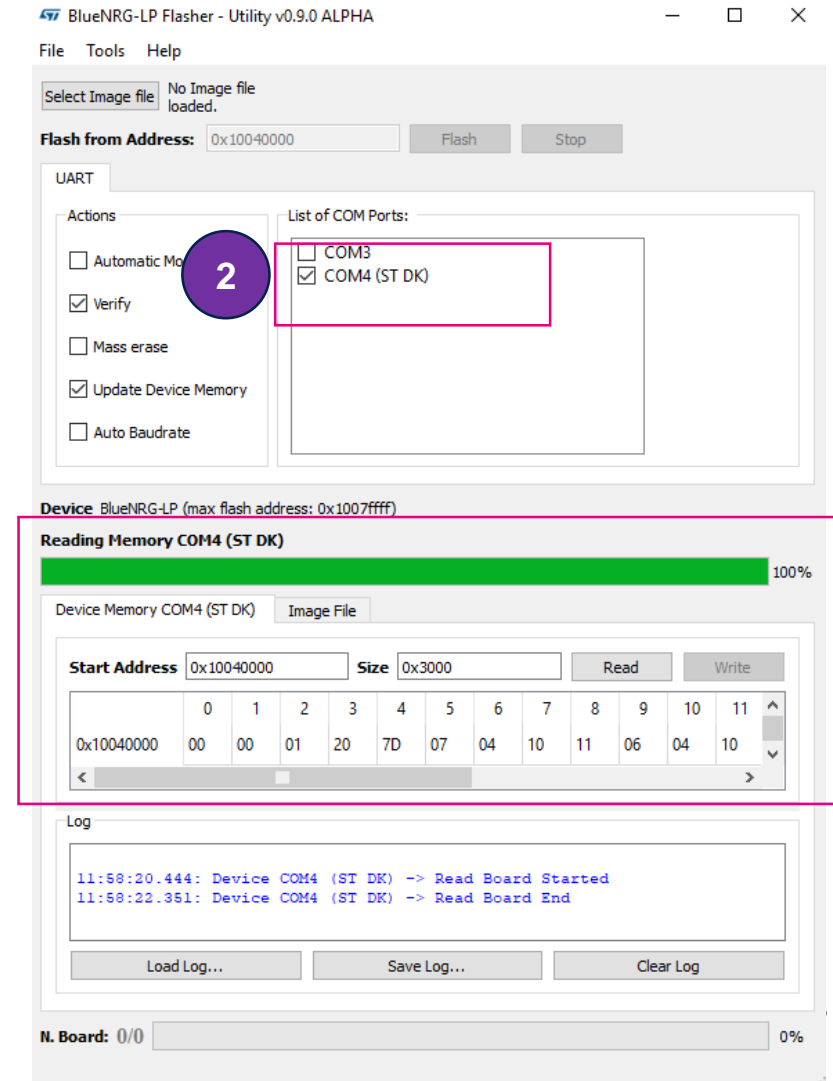 BlueNRG-LP Flasher - Utility v0.9.0 ALPHA
File Tools Help
Select Image file No Image file loaded.
Flash from Address: 0x10040000 Flash Stop
UART
Actions List of COM Ports:
COM3
Automatic Mo
2
COM4 (ST DK)
Verify
Mass erase
Update Device Memory
Auto Baudrate
Device BlueNRG-LP (max flash address: 0x1007ffff)
Reading Memory COM4 (ST DK)
100%
Device Memory COM4 (ST DK) Image File
Start Address 0x10040000 Size 0x3000 Read Write
0 1 2 3 4 5 6 7 8 9 10 11
0x10040000 00 00 01 20 7D 07 04 10 11 06 04 10
Log
11:58:20.444: Device COM4 (ST DK) -> Read Board Started
11:58:22.351: Device COM4 (ST DK) -> Read Board End
Load Log... Save Log... Clear Log
N. Board: 0/0 0%